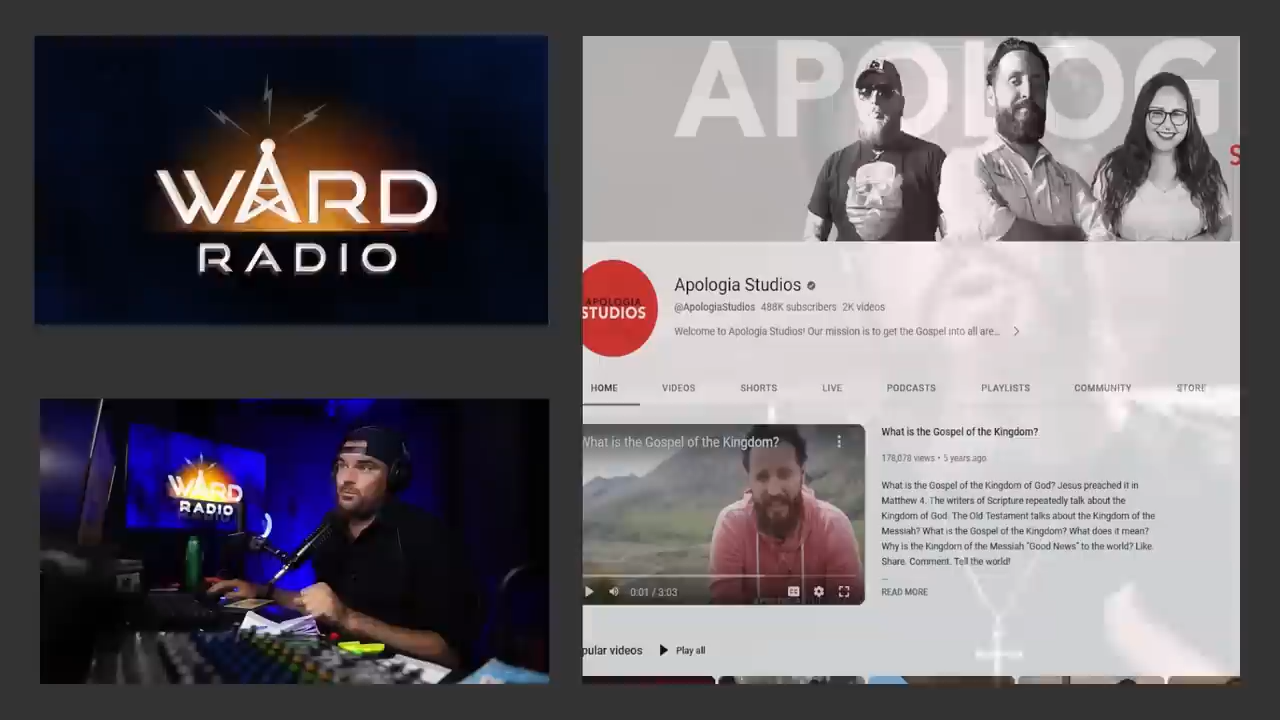 WARD
RADIO
WARD
RADIO
APOLOG
S
APOLOGIA
STUDIOS
Apologia Studios
@ApologiaStudios 488K subscribers 2K videos
Welcome to Apologia Studios! Our mission is to get the Gospel into all are...
HOME VIDEOS SHORTS LIVE PODCASTS PLAYLISTS COMMUNITY STORE
What is the Gospel of the Kingdom?
0:01 / 3:03
What is the Gospel of the Kingdom?
178,078 views • 5 years ago
What is the Gospel of the Kingdom of God? Jesus preached it in
Matthew 4. The writers of Scripture repeatedly talk about the
Kingdom of God. The Old Testament talks about the Kingdom of the
Messiah? What is the Gospel of the Kingdom? What does it mean?
Why is the Kingdom of the Messiah "Good News" to the world? Like.
Share. Comment. Tell the world!
...
READ MORE
pular videos Play all